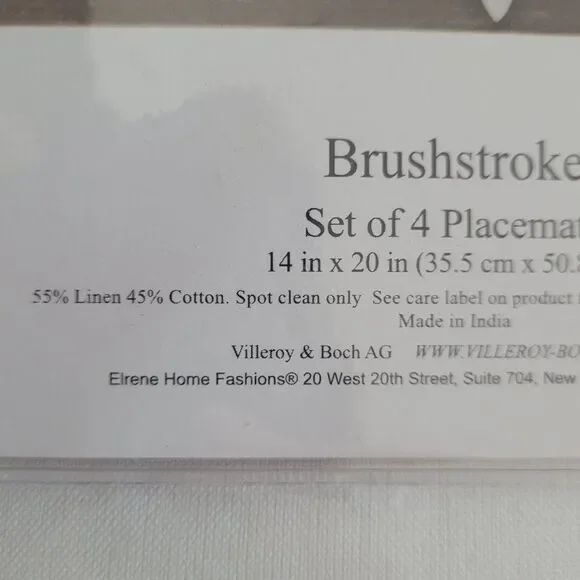 Brushstroke
Set of 4 Placemat
14 in x 20 in (35.5 cm x 50.8
55% Linen 45% Cotton. Spot clean only See care label on product
Made in India
Villeroy & Boch AG WWW.VILLEROY-BO
Elrene Home Fashions® 20 West 20th Street, Suite 704, New